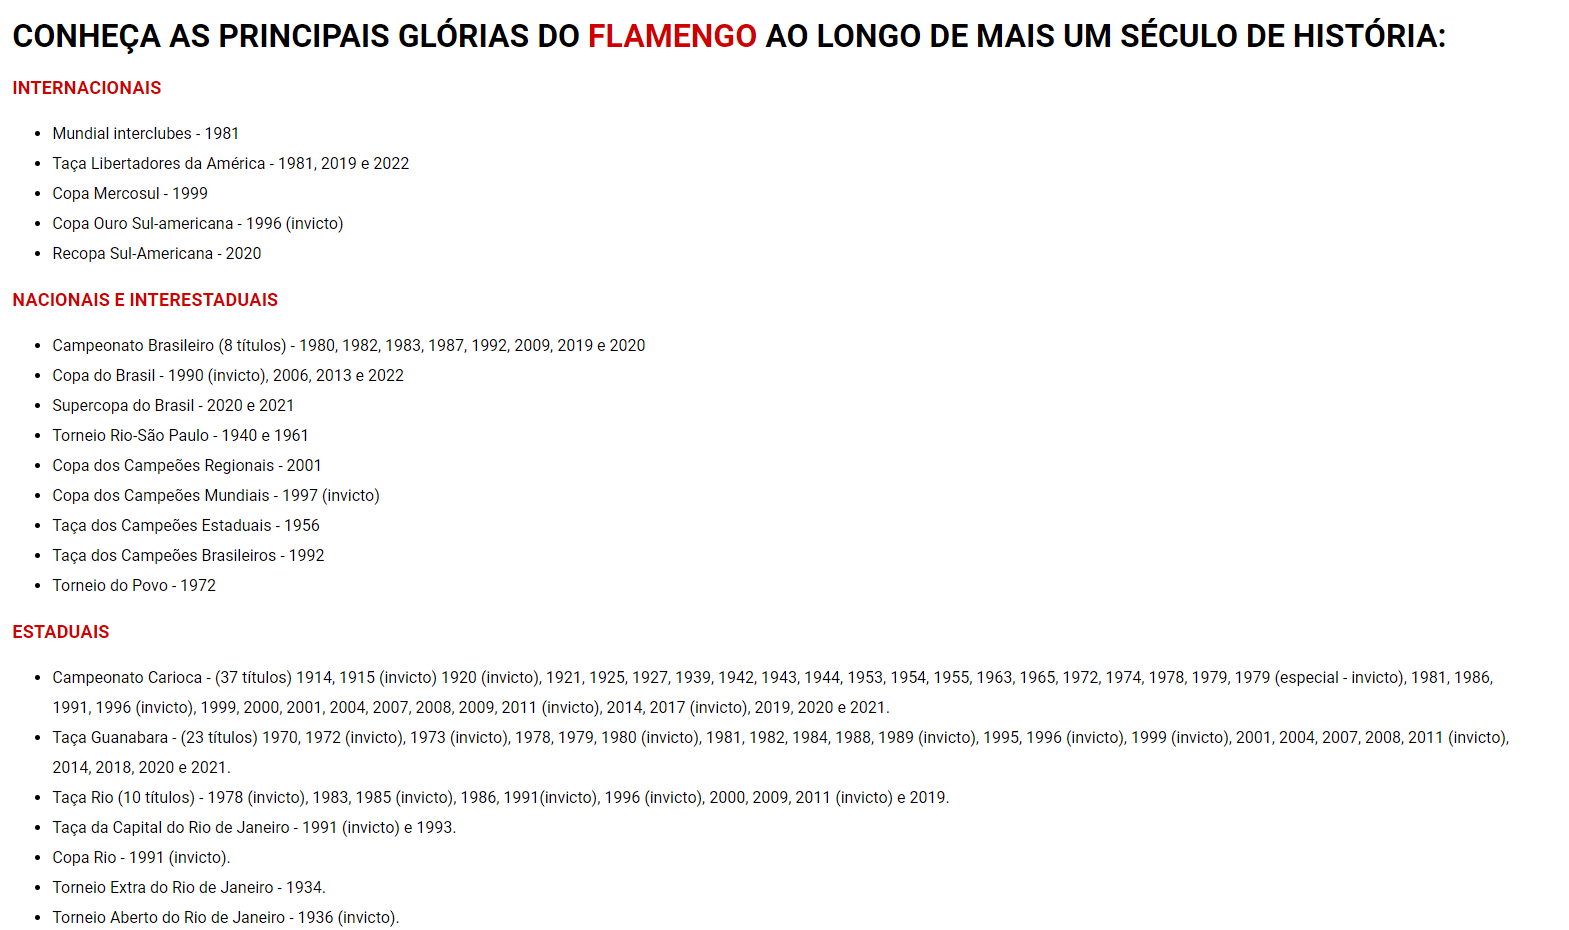 CONHEÇA AS PRINCIPAIS GLÓRIAS DO FLAMENGO AO LONGO DE MAIS UM SÉCULO DE HISTÓRIA:
INTERNACIONAIS
• Mundial interclubes - 1981
• Taça Libertadores da América - 1981, 2019 e 2022
• Copa Mercosul - 1999
• Copa Ouro Sul-americana - 1996 (invicto)
• Recopa Sul-Americana - 2020
NACIONAIS E INTERESTADUAIS
• Campeonato Brasileiro (8 títulos) - 1980, 1982, 1983, 1987, 1992, 2009, 2019 e 2020
• Copa do Brasil - 1990 (invicto), 2006, 2013 e 2022
• Supercopa do Brasil - 2020 e 2021
• Torneio Rio-São Paulo - 1940 e 1961
• Copa dos Campeões Regionais - 2001
• Copa dos Campeões Mundiais - 1997 (invicto)
• Taça dos Campeões Estaduais - 1956
• Taça dos Campeões Brasileiros - 1992
• Torneio do Povo - 1972
ESTADUAIS
• Campeonato Carioca - (37 títulos) 1914, 1915 (invicto) 1920 (invicto), 1921, 1925, 1927, 1939, 1942, 1943, 1944, 1953, 1954, 1955, 1963, 1965, 1972, 1974, 1978, 1979, 1979 (especial - invicto), 1981, 1986,
1991, 1996 (invicto), 1999, 2000, 2001, 2004, 2007, 2008, 2009, 2011 (invicto), 2014, 2017 (invicto), 2019, 2020 e 2021.
• Taça Guanabara - (23 títulos) 1970, 1972 (invicto), 1973 (invicto), 1978, 1979, 1980 (invicto), 1981, 1982, 1984, 1988, 1989 (invicto), 1995, 1996 (invicto), 1999 (invicto), 2001, 2004, 2007, 2008, 2011 (invicto),
2014, 2018, 2020 e 2021.
• Taça Rio (10 títulos) - 1978 (invicto), 1983, 1985 (invicto), 1986, 1991(invicto), 1996 (invicto), 2000, 2009, 2011 (invicto) e 2019.
• Taça da Capital do Rio de Janeiro - 1991 (invicto) e 1993.
• Copa Rio - 1991 (invicto).
• Torneio Extra do Rio de Janeiro - 1934.
• Torneio Aberto do Rio de Janeiro - 1936 (invicto).